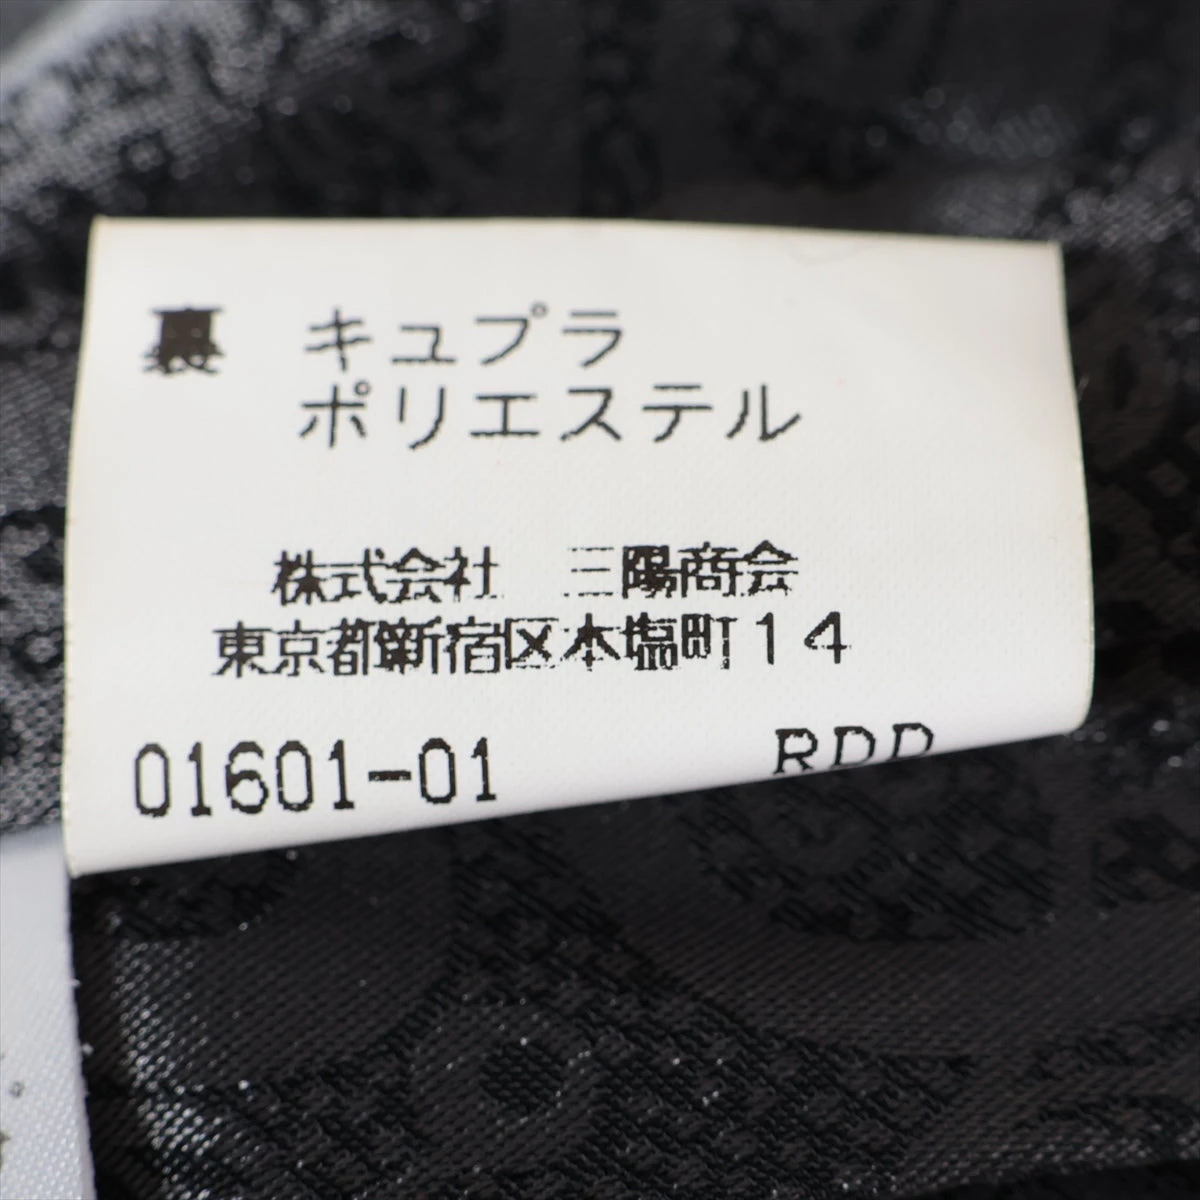 裏 キュプラ
ポリエステル
株式会社 三陽商会
東京都新宿区本塩町14
01601-01 RDD